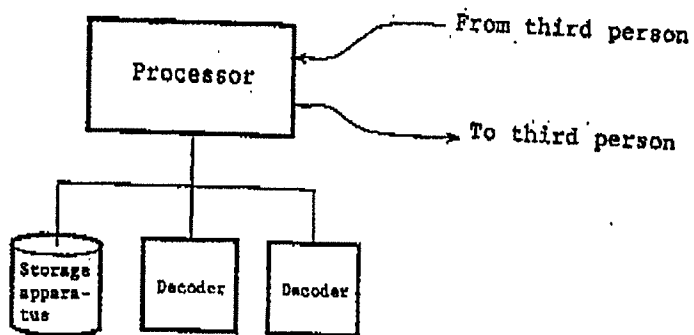 From third person
Processor
To third person
Storage
appara-
tus
Decoder
Decoder